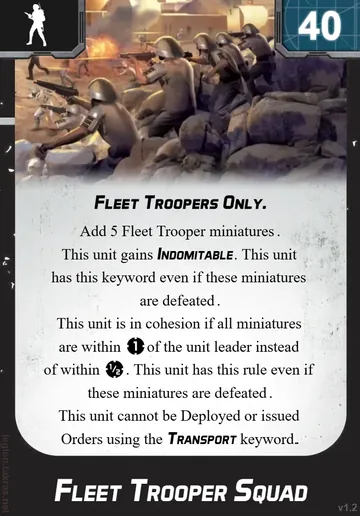 40
Fleet Troopers Only.
Add 5 Fleet Trooper miniatures.
This unit gains Indomitable. This unit
has this keyword even if these miniatures
are defeated.
This unit is in cohesion if all miniatures
are within 1 of the unit leader instead
of within ½. This unit has this rule even if
these miniatures are defeated.
This unit cannot be Deployed or issued
Orders using the Transport keyword.
Fleet Trooper Squad
v1.2